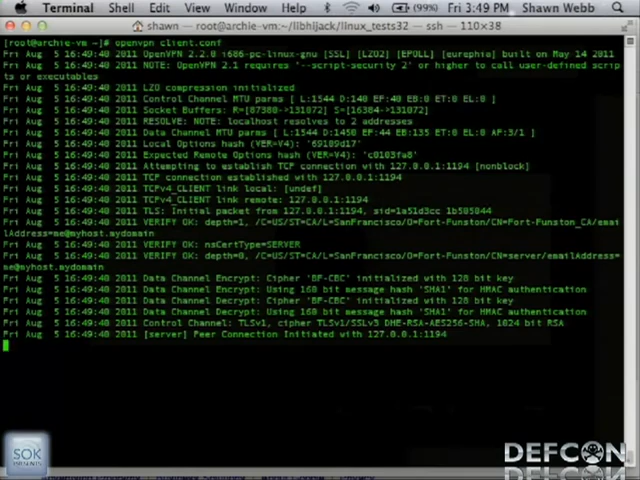 Terminal Shell Edit View Window Help (99%) Fri 3:49 PM Shawn Webb
shawn — root@archie-vm:~/libhijack/linux_tests32 — ssh — 110×38
[root@archie-vm ~]# openvpn client.conf
Fri Aug 5 16:49:40 2011 OpenVPN 2.2.0 i686-pc-linux-gnu [SSL] [LZO2] [EPOLL] [eurephia] built on May 14 2011
Fri Aug 5 16:49:40 2011 NOTE: OpenVPN 2.1 requires '--script-security 2' or higher to call user-defined scrip
ts or executables
Fri Aug 5 16:49:40 2011 LZO compression initialized
Fri Aug 5 16:49:40 2011 Control Channel MTU parms [ L:1544 D:140 EF:40 EB:0 ET:0 EL:0 ]
Fri Aug 5 16:49:40 2011 Socket Buffers: R=[87380->131072] S=[16384->131072]
Fri Aug 5 16:49:40 2011 RESOLVE: NOTE: localhost resolves to 2 addresses
Fri Aug 5 16:49:40 2011 Data Channel MTU parms [ L:1544 D:1450 EF:44 EB:135 ET:0 EL:0 AF:3/1 ]
Fri Aug 5 16:49:40 2011 Local Options hash (VER=V4): '69109d17'
Fri Aug 5 16:49:40 2011 Expected Remote Options hash (VER=V4): 'c0103fa8'
Fri Aug 5 16:49:40 2011 Attempting to establish TCP connection with 127.0.0.1:1194 [nonblock]
Fri Aug 5 16:49:40 2011 TCP connection established with 127.0.0.1:1194
Fri Aug 5 16:49:40 2011 TCPv4_CLIENT link local: [undef]
Fri Aug 5 16:49:40 2011 TCPv4_CLIENT link remote: 127.0.0.1:1194
Fri Aug 5 16:49:40 2011 TLS: Initial packet from 127.0.0.1:1194, sid=1a51d3cc 1b505844
Fri Aug 5 16:49:40 2011 VERIFY OK: depth=1, /C=US/ST=CA/L=SanFrancisco/O=Fort-Funston/CN=Fort-Funston_CA/emai
lAddress=me@myhost.mydomain
Fri Aug 5 16:49:40 2011 VERIFY OK: nsCertType=SERVER
Fri Aug 5 16:49:40 2011 VERIFY OK: depth=0, /C=US/ST=CA/L=SanFrancisco/O=Fort-Funston/CN=server/emailAddress=
me@myhost.mydomain
Fri Aug 5 16:49:40 2011 Data Channel Encrypt: Cipher 'BF-CBC' initialized with 128 bit key
Fri Aug 5 16:49:40 2011 Data Channel Encrypt: Using 160 bit message hash 'SHA1' for HMAC authentication
Fri Aug 5 16:49:40 2011 Data Channel Decrypt: Cipher 'BF-CBC' initialized with 128 bit key
Fri Aug 5 16:49:40 2011 Data Channel Decrypt: Using 160 bit message hash 'SHA1' for HMAC authentication
Fri Aug 5 16:49:40 2011 Control Channel: TLSv1, cipher TLSv1/SSLv3 DHE-RSA-AES256-SHA, 1024 bit RSA
Fri Aug 5 16:49:40 2011 [server] Peer Connection Initiated with 127.0.0.1:1194
SOK
DEFCON